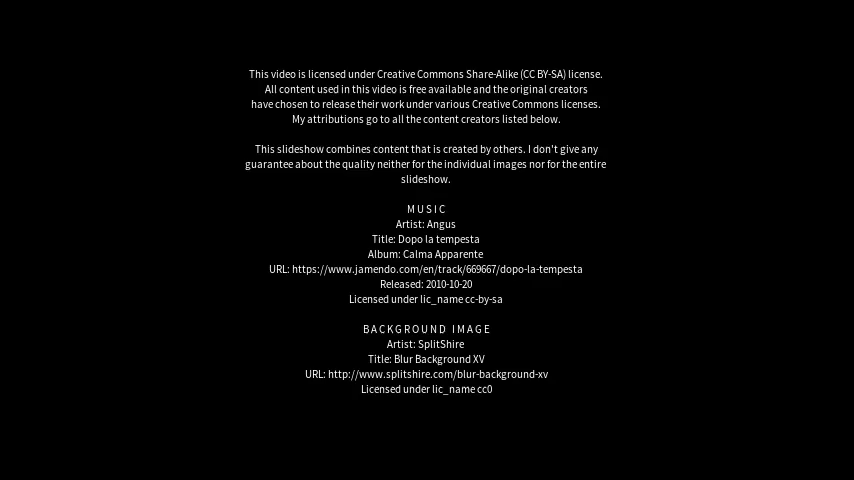 This video is licensed under Creative Commons Share-Alike (CC BY-SA) license.
All content used in this video is free available and the original creators
have chosen to release their work under various Creative Commons licenses.
My attributions go to all the content creators listed below.
This slideshow combines content that is created by others. I don't give any
guarantee about the quality neither for the individual images nor for the entire
slideshow.
MUSIC
Artist: Angus
Title: Dopo la tempesta
Album: Calma Apparente
URL: https://www.jamendo.com/en/track/669667/dopo-la-tempesta
Released: 2010-10-20
Licensed under lic_name cc-by-sa
BACKGROUND IMAGE
Artist: SplitShire
Title: Blur Background XV
URL: http://www.splitshire.com/blur-background-xv
Licensed under lic_name cc0